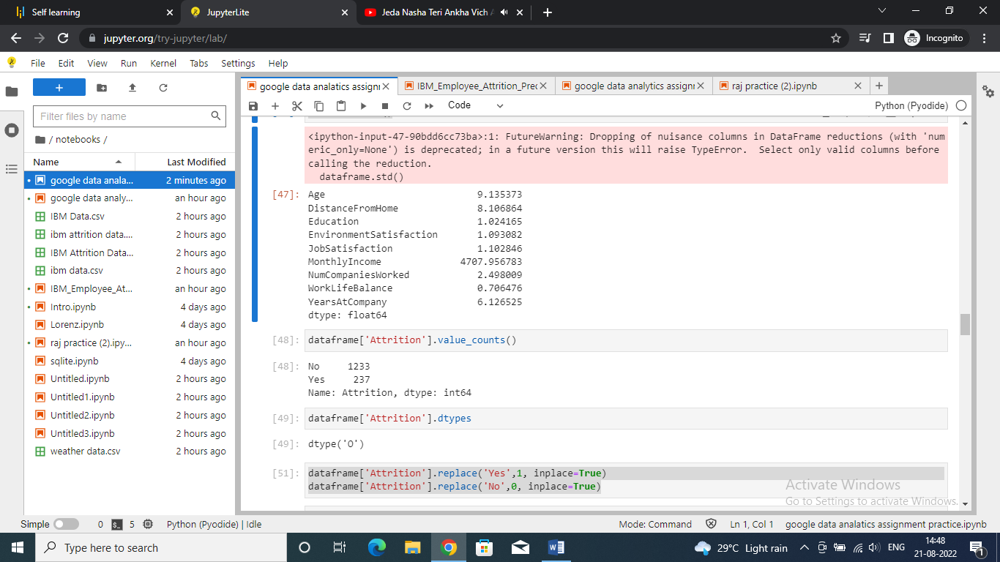 Self learning
JupyterLite
Jeda Nasha Teri Ankha Vich
jupyter.org/try-jupyter/lab/
Incognito
File Edit View Run Kernel Tabs Settings Help
google data analatics assignr
IBM_Employee_Attrition_Prec
google data analytics assignr
raj practice (2).ipynb
Code
Python (Pyodide)
Filter files by name
/ notebooks /
Name Last Modified
google data anala... 2 minutes ago
google data analy... an hour ago
IBM Data.csv 2 hours ago
ibm attrition data.... 2 hours ago
IBM Attrition Data... 2 hours ago
ibm data.csv 2 hours ago
IBM_Employee_At... an hour ago
Intro.ipynb 4 days ago
Lorenz.ipynb 4 days ago
raj practice (2).ipy... an hour ago
sqlite.ipynb 4 days ago
Untitled.ipynb 2 hours ago
Untitled1.ipynb 2 hours ago
Untitled2.ipynb 2 hours ago
Untitled3.ipynb 2 hours ago
weather data.csv 2 hours ago
<ipython-input-47-90bdd6cc73ba>:1: FutureWarning: Dropping of nuisance columns in DataFrame reductions (with 'num
eric_only=None') is deprecated; in a future version this will raise TypeError.  Select only valid columns before
calling the reduction.
dataframe.std()
[47]: Age 9.135373
DistanceFromHome 8.106864
Education 1.024165
EnvironmentSatisfaction 1.093082
JobSatisfaction 1.102846
MonthlyIncome 4707.956783
NumCompaniesWorked 2.498009
WorkLifeBalance 0.706476
YearsAtCompany 6.126525
dtype: float64
[48]: dataframe['Attrition'].value_counts()
[48]: No 1233
Yes 237
Name: Attrition, dtype: int64
[49]: dataframe['Attrition'].dtypes
[49]: dtype('O')
[51]: dataframe['Attrition'].replace('Yes',1, inplace=True)
dataframe['Attrition'].replace('No',0, inplace=True)
Activate Windows
Go to Settings to activate Windows.
Simple 0 5 Python (Pyodide) | Idle
Mode: Command Ln 1, Col 1 google data analatics assignment practice.ipynb
Type here to search
29°C Light rain
ENG
14:48
21-08-2022
1